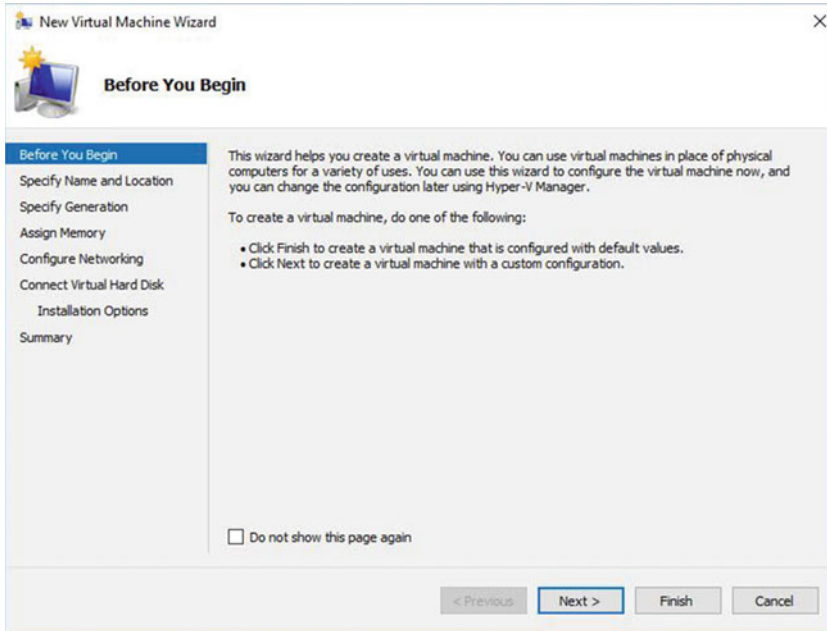 New Virtual Machine Wizard
Before You Begin
Before You Begin
Specify Name and Location
Specify Generation
Assign Memory
Configure Networking
Connect Virtual Hard Disk
Installation Options
Summary
This wizard helps you create a virtual machine. You can use virtual machines in place of physical
computers for a variety of uses. You can use this wizard to configure the virtual machine now, and
you can change the configuration later using Hyper-V Manager.
To create a virtual machine, do one of the following:
• Click Finish to create a virtual machine that is configured with default values.
• Click Next to create a virtual machine with a custom configuration.
Do not show this page again
< Previous
Next >
Finish
Cancel